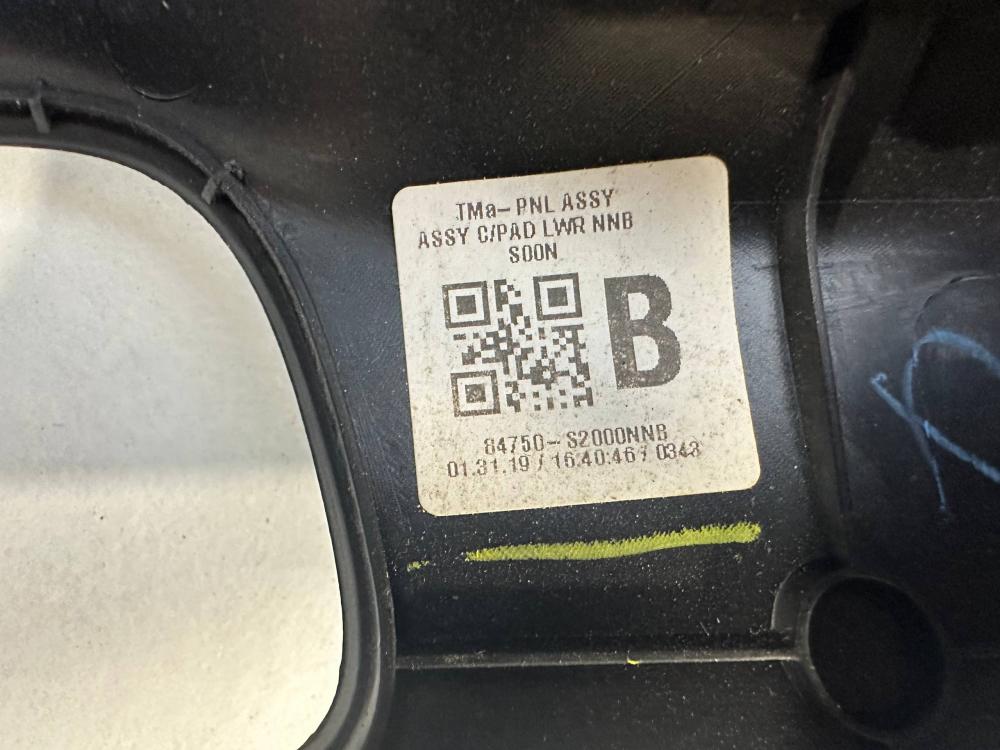 TMa-PNL ASSY
ASSY C/PAD LWR NNB
S00N
B
84750-S2000NNB
01.31.19 / 16:40:46 / 0343